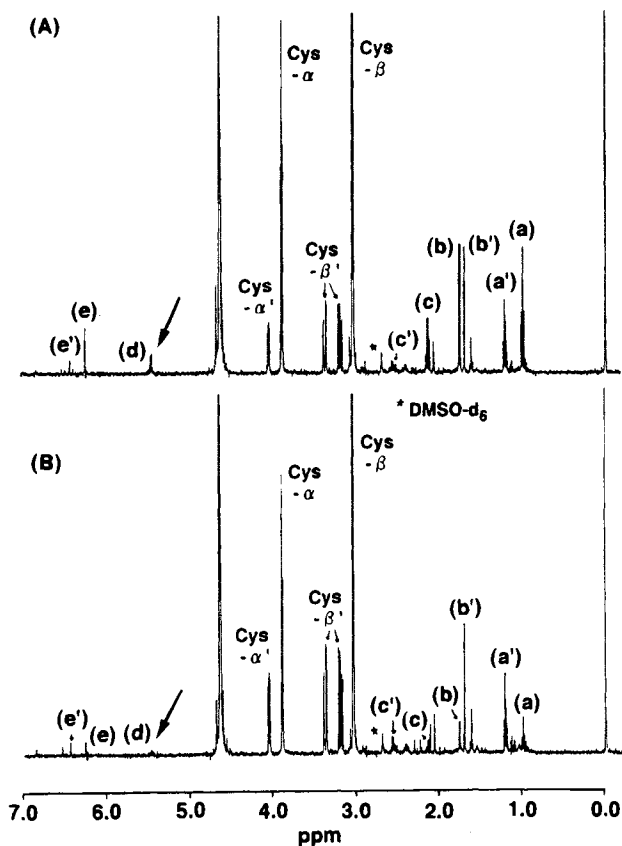 (A)
Cys
- α
Cys
- β
(a)
(b)
(b')
(a')
(e)
(e')
(d)
Cys
- β'
Cys
- α'
(c)
(c')
*
* DMSO-d6
(B)
Cys
- α
Cys
- β
(b')
(a')
Cys
- β'
Cys
- α'
(c')
(b)
(a)
(c)
(e')
(e)
(d)
*
7.0 6.0 5.0 4.0 3.0 2.0 1.0 0.0
ppm